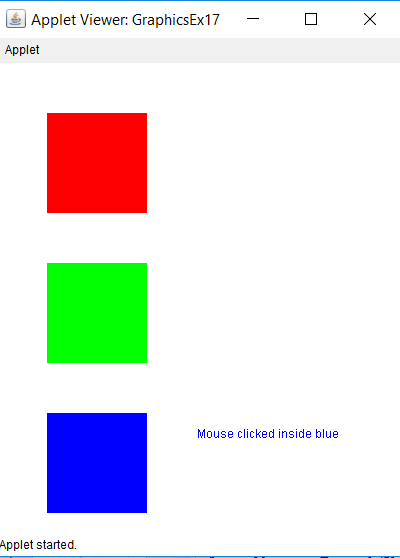 Applet Viewer: GraphicsEx17
Applet
Mouse clicked inside blue
Applet started.